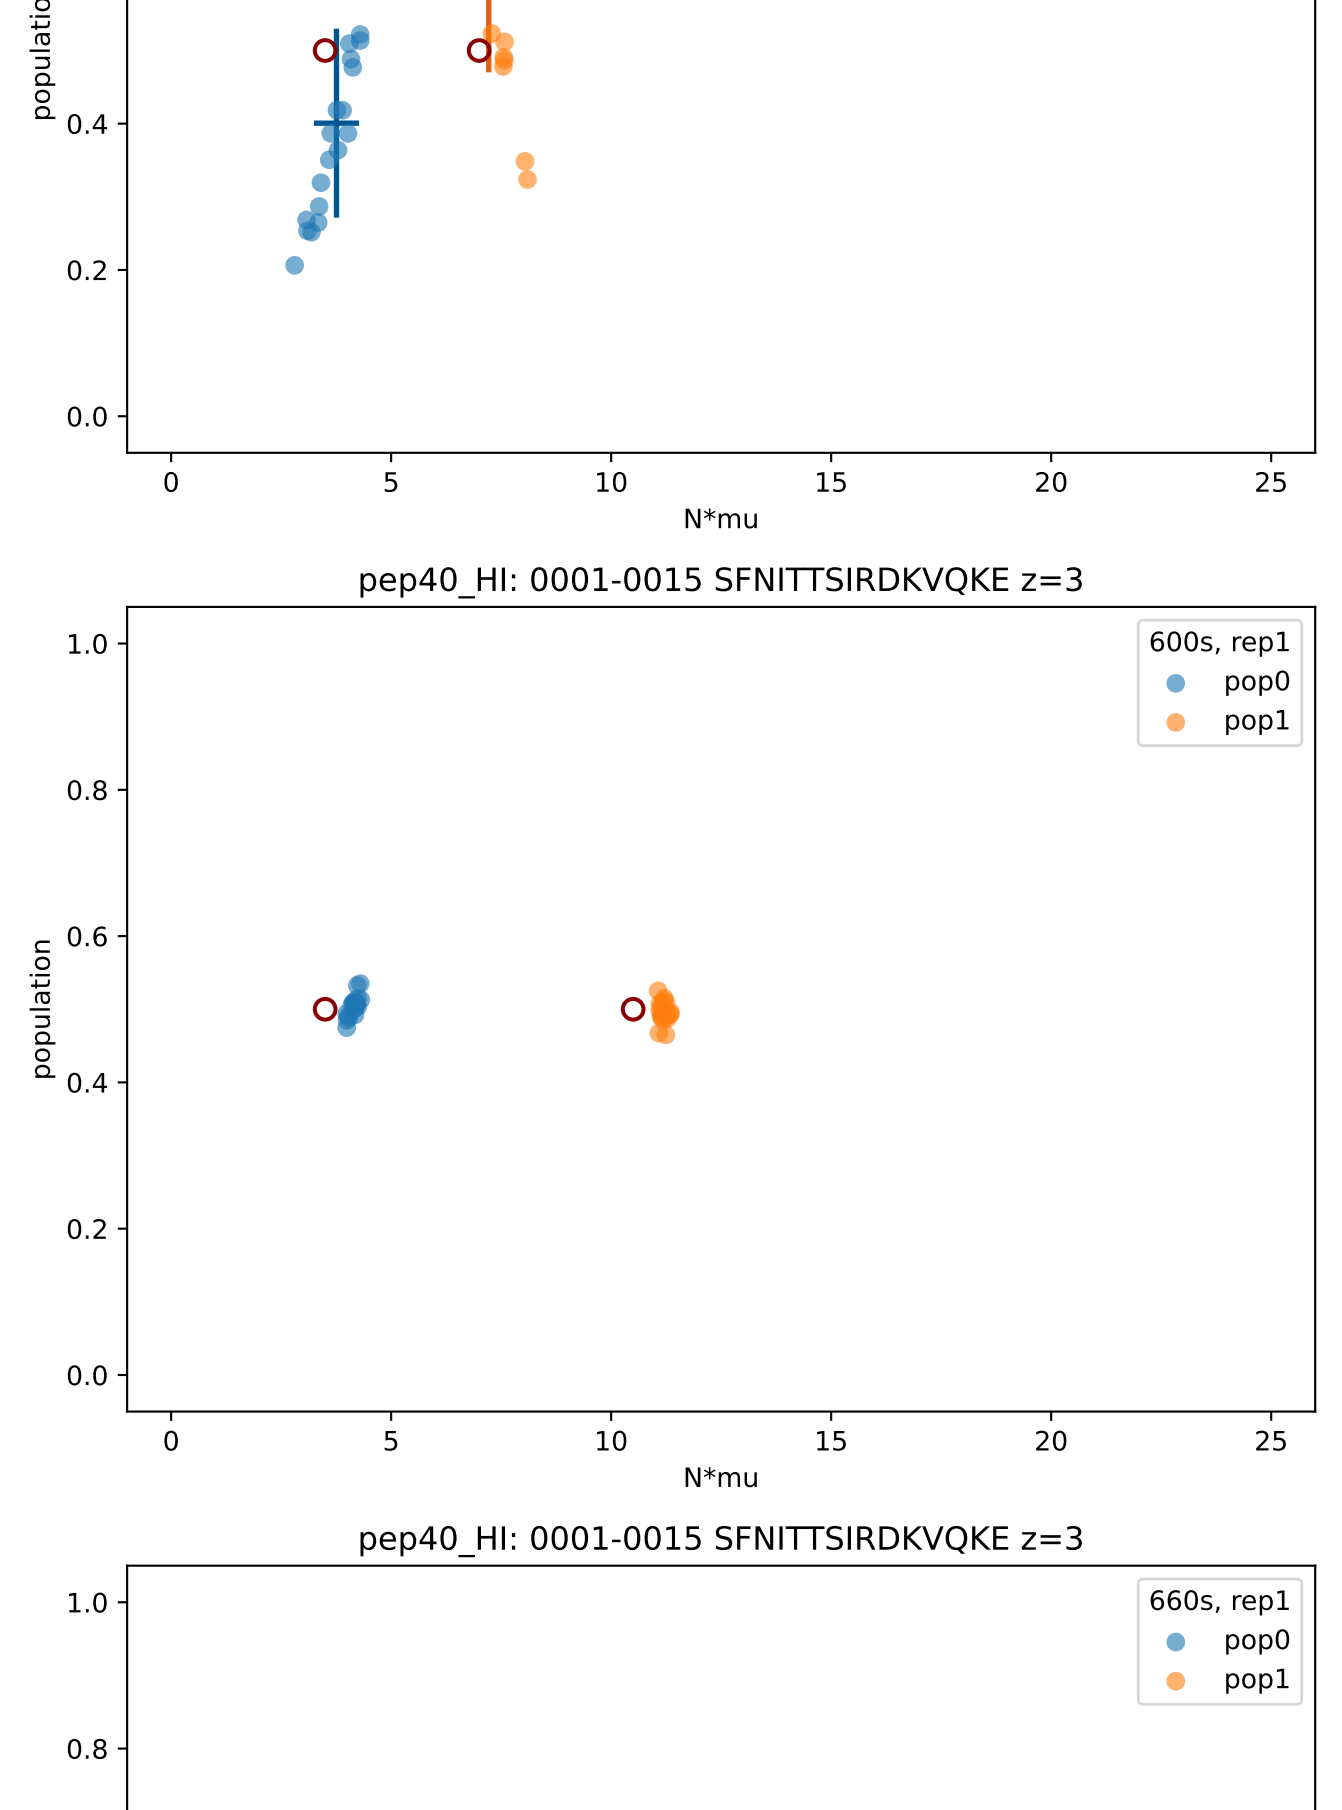 populatio
0.4
0.2
0.0
0 5 10 15 20 25
N*mu
pep40_HI: 0001-0015 SFNITTSIRDKVQKE z=3
600s, rep1
pop0
pop1
1.0
0.8
0.6
0.4
0.2
0.0
population
0 5 10 15 20 25
N*mu
pep40_HI: 0001-0015 SFNITTSIRDKVQKE z=3
660s, rep1
pop0
pop1
1.0
0.8